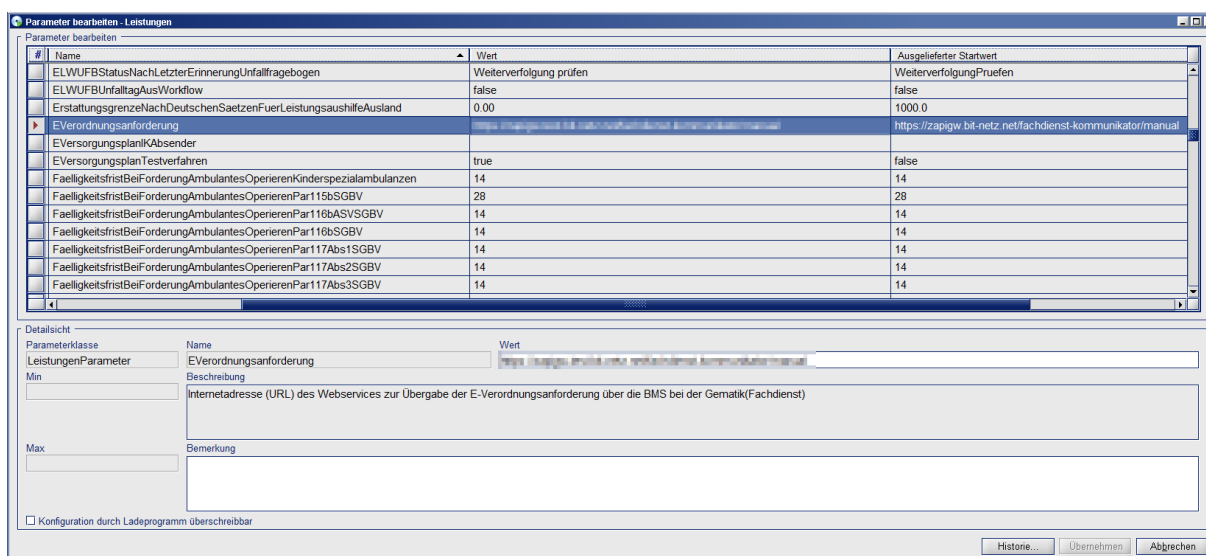 Parameter bearbeiten - Leistungen
Parameter bearbeiten
# Name Wert Ausgelieferter Startwert
ELWUFBStatusNachLetzterErinnerungUnfallfragebogen Weiterverfolgung prüfen WeiterverfolgungPruefen
ELWUFBUnfalltagAusWorkflow false false
ErstattungsgrenzeNachDeutschenSaetzenFuerLeistungsaushilfeAusland 0.00 1000.0
EVerordnungsanforderung https://zapigw.bit-netz.net/fachdienst-kommunikator/manual
EVersorgungsplanIKAbsender
EVersorgungsplanTestverfahren true false
FaelligkeitsfristBeiForderungAmbulantesOperierenKinderspezialambulanzen 14 14
FaelligkeitsfristBeiForderungAmbulantesOperierenPar115bSGBV 28 28
FaelligkeitsfristBeiForderungAmbulantesOperierenPar116bASVSGBV 14 14
FaelligkeitsfristBeiForderungAmbulantesOperierenPar116bSGBV 14 14
FaelligkeitsfristBeiForderungAmbulantesOperierenPar117Abs1SGBV 14 14
FaelligkeitsfristBeiForderungAmbulantesOperierenPar117Abs2SGBV 14 14
FaelligkeitsfristBeiForderungAmbulantesOperierenPar117Abs3SGBV 14 14
Detailsicht
Parameterklasse Name Wert
LeistungenParameter EVerordnungsanforderung
Min Beschreibung
Internetadresse (URL) des Webservices zur Übergabe der E-Verordnungsanforderung über die BMS bei der Gematik(Fachdienst)
Max Bemerkung
Konfiguration durch Ladeprogramm überschreibbar
Historie... Übernehmen Abbrechen